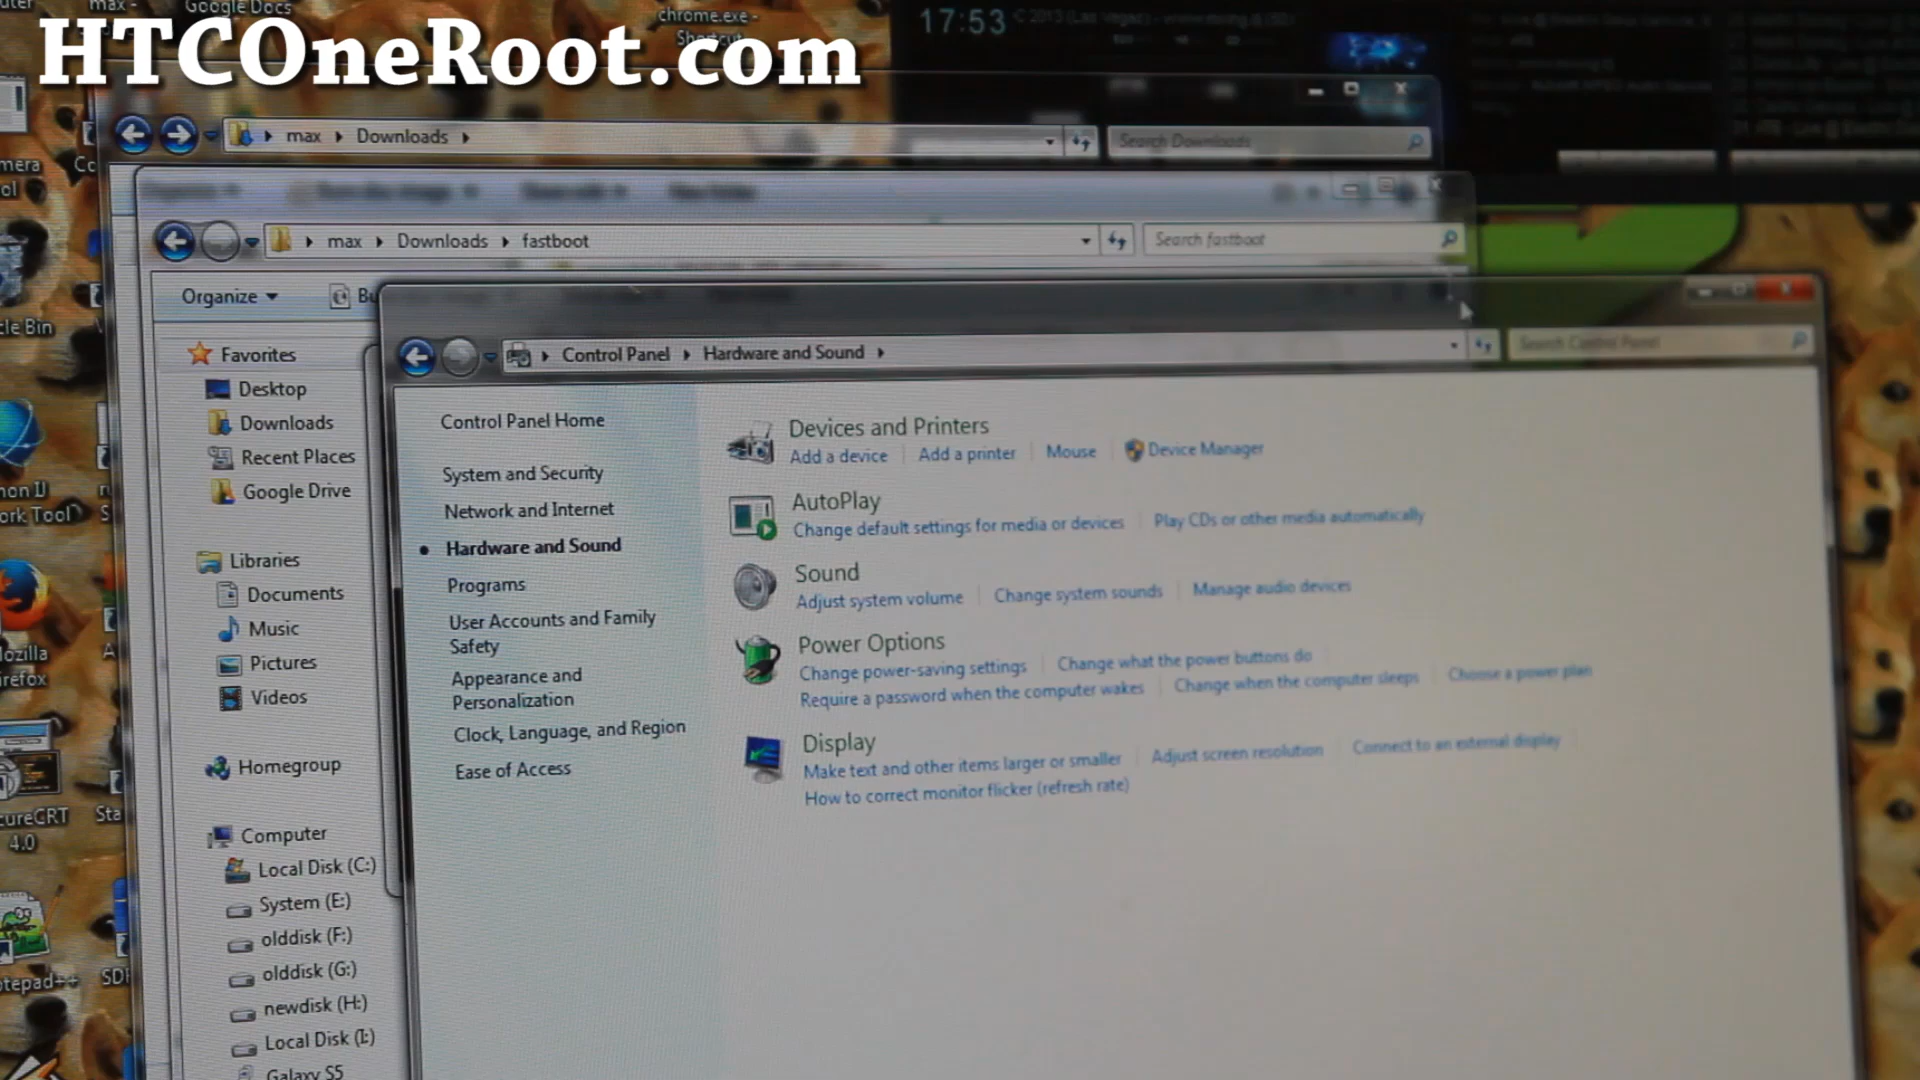 Google Docs
chrome.exe -
17:53
HTCOneRoot.com
max Downloads
Search Downloads
max Downloads fastboot
Search fastboot
Organize
Control Panel Hardware and Sound
Search Control Panel
Favorites
Desktop
Downloads
Recent Places
Google Drive
Libraries
Documents
Music
Pictures
Videos
Homegroup
Computer
Local Disk (C:)
System (E:)
olddisk (F:)
olddisk (G:)
newdisk (H:)
Local Disk (I:)
Galaxy S5
Control Panel Home
System and Security
Network and Internet
Hardware and Sound
Programs
User Accounts and Family
Safety
Appearance and
Personalization
Clock, Language, and Region
Ease of Access
Devices and Printers
Add a device Add a printer Mouse Device Manager
AutoPlay
Change default settings for media or devices Play CDs or other media automatically
Sound
Adjust system volume Change system sounds Manage audio devices
Power Options
Change power-saving settings Change what the power buttons do
Require a password when the computer wakes Change when the computer sleeps Choose a power plan
Display
Make text and other items larger or smaller Adjust screen resolution Connect to an external display
How to correct monitor flicker (refresh rate)